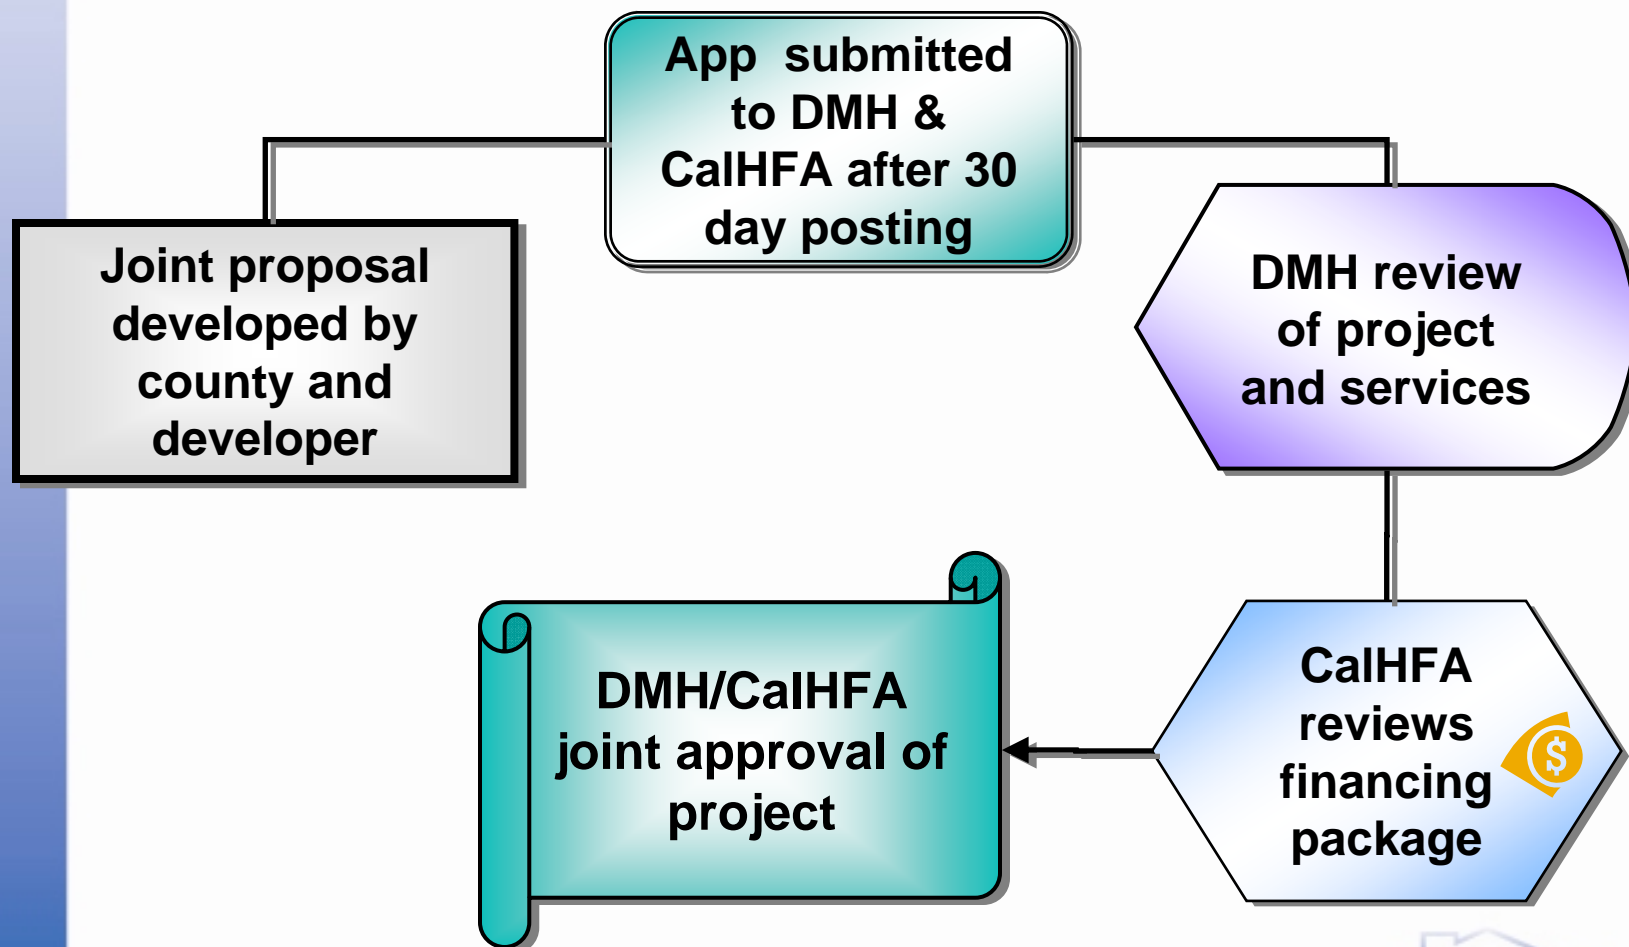 Joint proposal
developed by
county and
developer
App submitted
to DMH &
CalHFA after 30
day posting
DMH review
of project
and services
CalHFA
reviews
financing
package
$
DMH/CalHFA
joint approval of
project